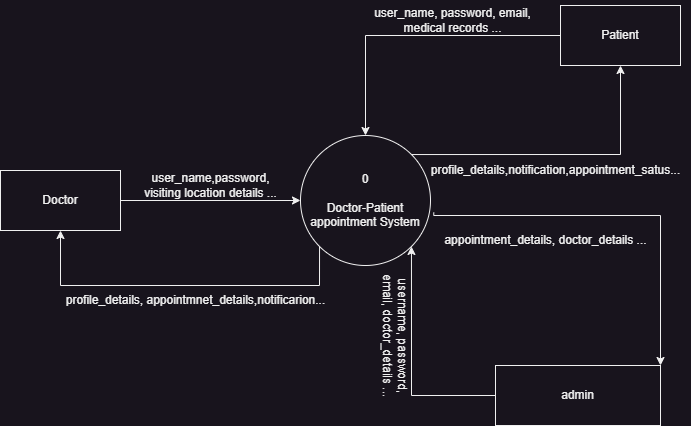 user_name, password, email,
medical records ...
Patient
profile_details,notification,appointment_satus...
0
Doctor-Patient
appointment System
user_name,password,
visiting location details ...
Doctor
profile_details, appointmnet_details,notificarion...
appointment_details, doctor_details ...
username, password,
email, doctor_details ...
admin